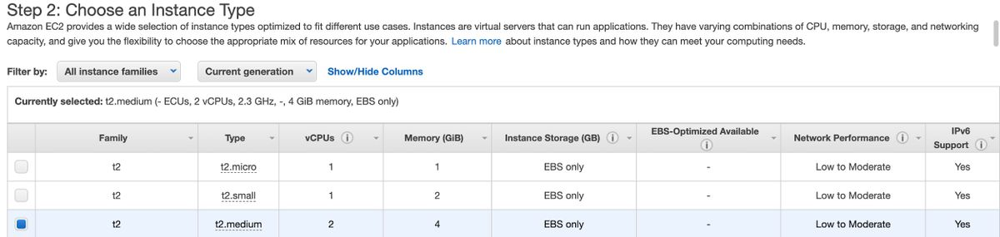 Step 2: Choose an Instance Type
Amazon EC2 provides a wide selection of instance types optimized to fit different use cases. Instances are virtual servers that can run applications. They have varying combinations of CPU, memory, storage, and networking
capacity, and give you the flexibility to choose the appropriate mix of resources for your applications. Learn more about instance types and how they can meet your computing needs.
Filter by: All instance families Current generation Show/Hide Columns
Currently selected: t2.medium (- ECUs, 2 vCPUs, 2.3 GHz, -, 4 GiB memory, EBS only)
Family Type vCPUs Memory (GiB) Instance Storage (GB) EBS-Optimized Available Network Performance IPv6 Support
t2 t2.micro 1 1 EBS only - Low to Moderate Yes
t2 t2.small 1 2 EBS only - Low to Moderate Yes
t2 t2.medium 2 4 EBS only - Low to Moderate Yes